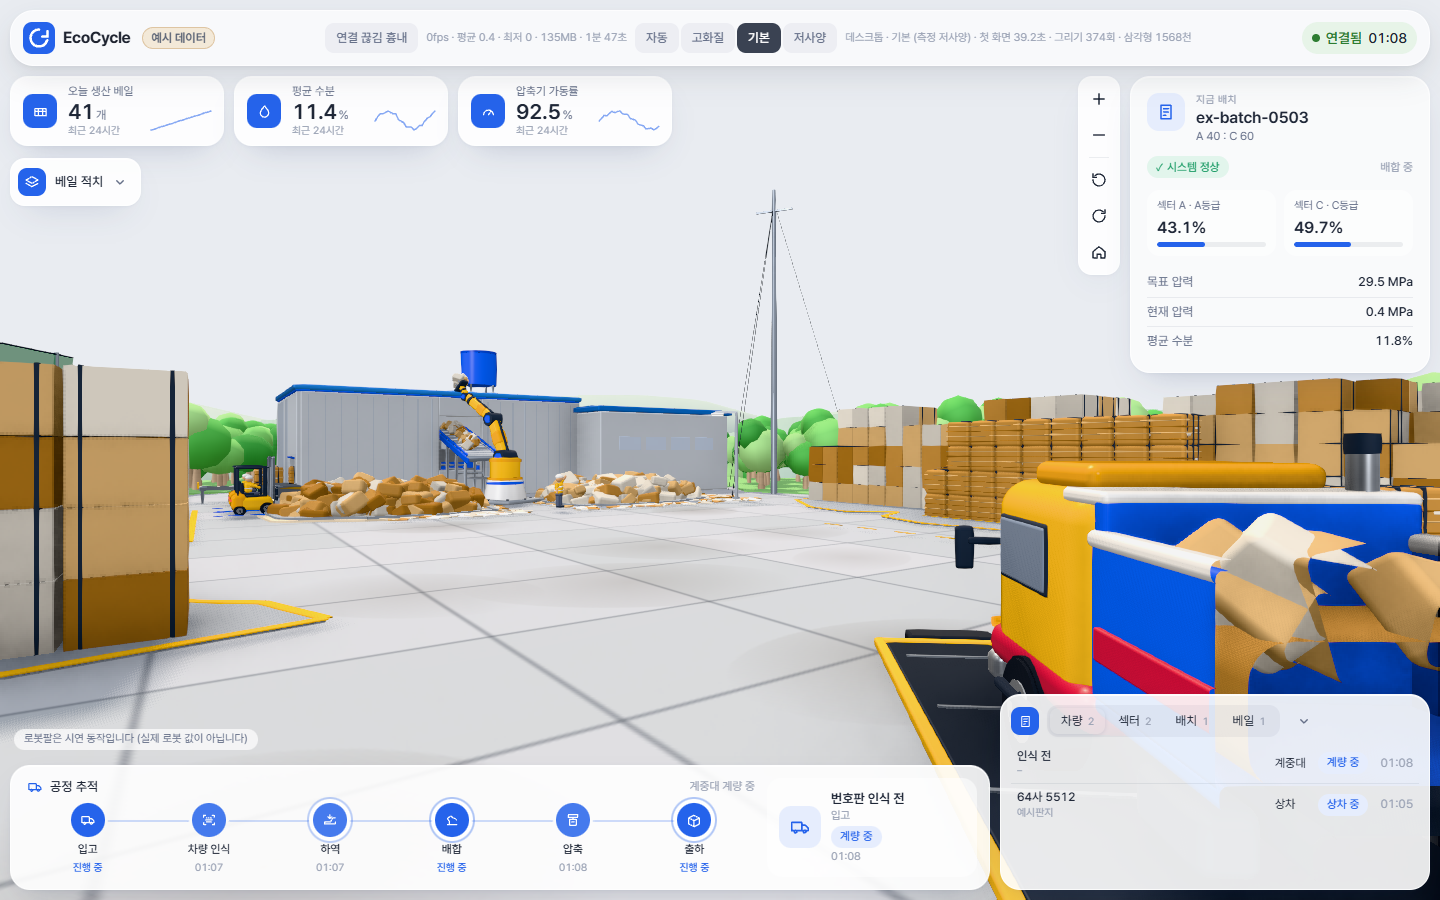 EcoCycle
예시 데이터
연결 끊김 흉내
0fps · 평균 0.4 · 최저 0 · 135MB · 1분 47초
자동
고화질
기본
저사양
데스크톱 · 기본 (측정 저사양) · 첫 화면 39.2초 · 그리기 374회 · 삼각형 1568천
연결됨 01:08
오늘 생산 베일
41개
최근 24시간
평균 수분
11.4%
최근 24시간
압축기 가동률
92.5%
최근 24시간
베일 적치
지금 배치
ex-batch-0503
A 40 : C 60
✓ 시스템 정상
배합 중
섹터 A · A등급
43.1%
섹터 C · C등급
49.7%
목표 압력 29.5 MPa
현재 압력 0.4 MPa
평균 수분 11.8%
로봇팔은 시연 동작입니다 (실제 로봇 값이 아닙니다)
공정 추적
계중대 계량 중
입고
진행 중
차량 인식
01:07
하역
01:07
배합
진행 중
압축
01:08
출하
진행 중
번호판 인식 전
입고
계량 중
01:08
차량 2
섹터 2
배치 1
베일 1
인식 전
–
계중대
계량 중
01:08
64사 5512
예시판지
상차
상차 중
01:05